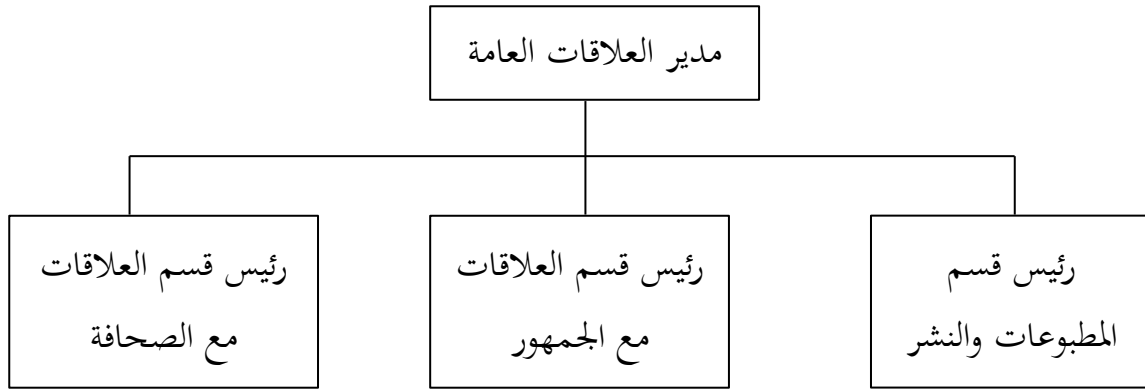 مدير العلاقات العامة
رئيس قسم
المطبوعات والنشر
رئيس قسم العلاقات
مع الجمهور
رئيس قسم العلاقات
مع الصحافة